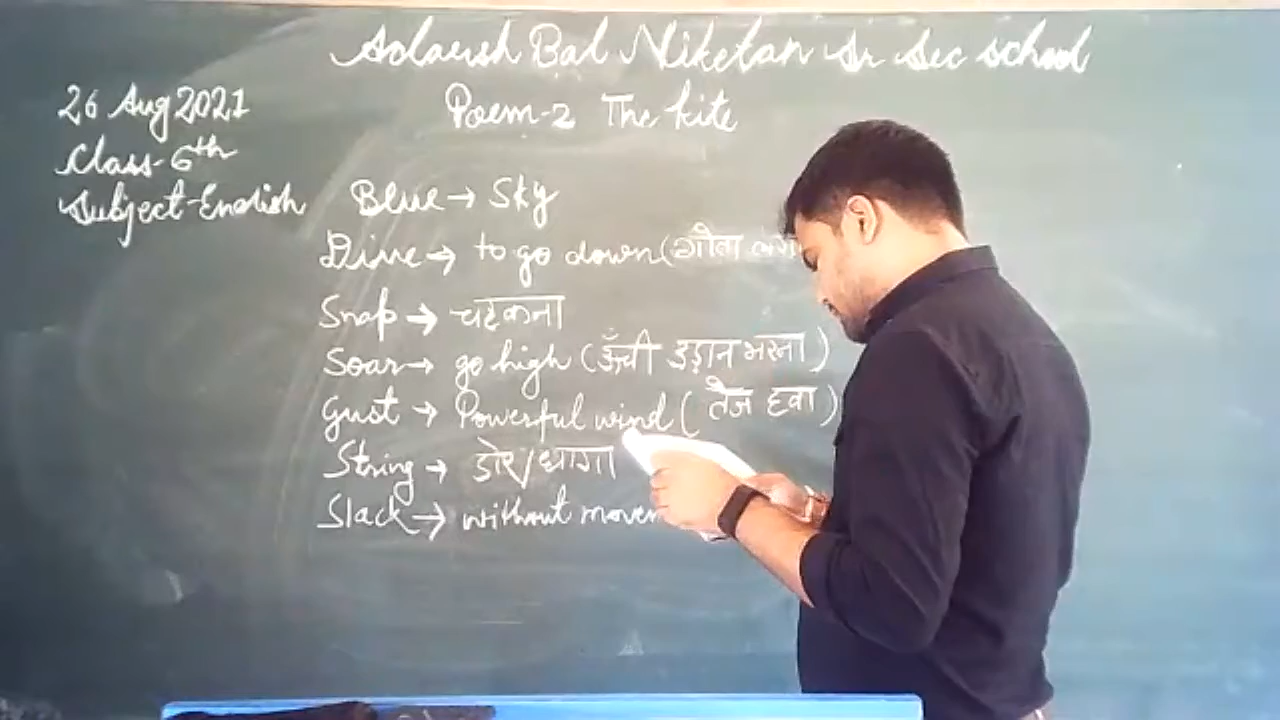 Adarsh Bal Niketan Sr Sec school
26 Aug 2021
Poem-2 The kite
Class-6th
Subject-English
Blue → Sky
Dive → to go down (गोता
Snap → चटकना
Soar → go high (ऊँची उड़ान भरना)
Gust → Powerful wind (तेज हवा)
String → डोर/धागा
Slack → without